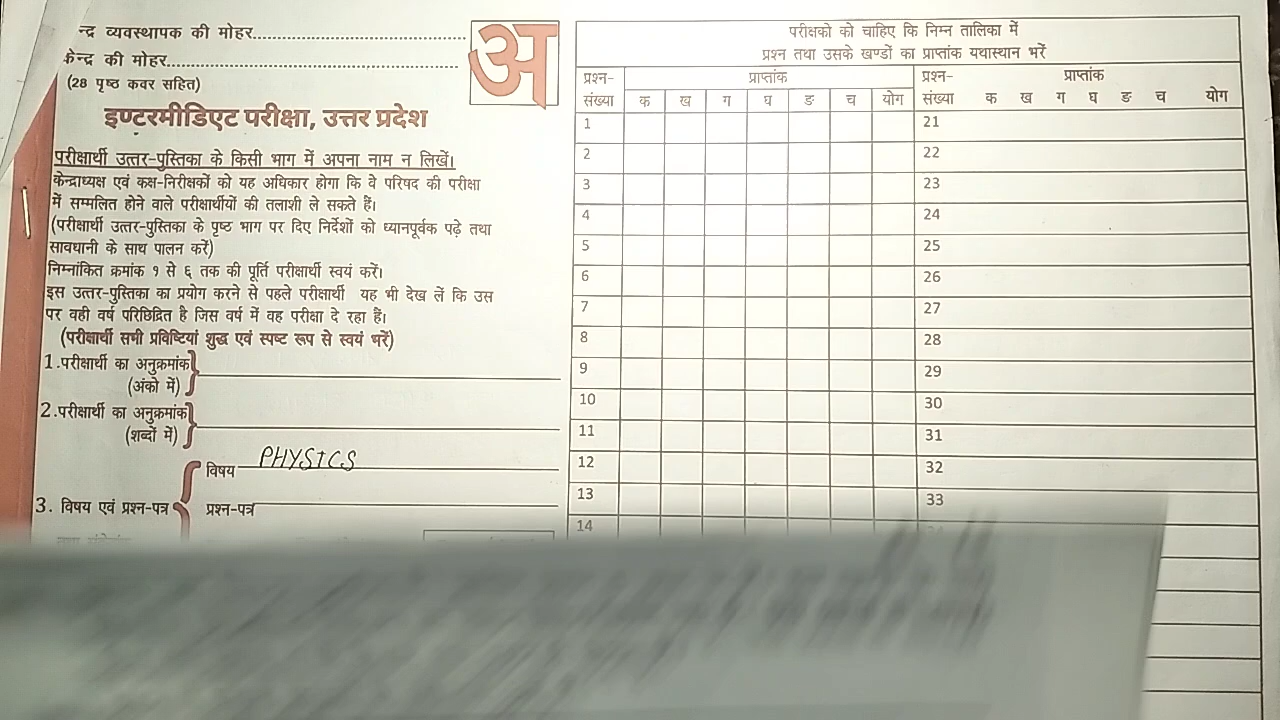 न्द्र व्यवस्थापक की मोहर
केन्द्र की मोहर
(28 पृष्ठ कवर सहित)
अ
इण्टरमीडिएट परीक्षा, उत्तर प्रदेश
परीक्षार्थी उत्तर-पुस्तिका के किसी भाग में अपना नाम न लिखें।
केन्द्राध्यक्ष एवं कक्ष-निरीक्षकों को यह अधिकार होगा कि वे परिषद की परीक्षा
में सम्मलित होने वाले परीक्षार्थीयों की तलाशी ले सकते हैं।
(परीक्षार्थी उत्तर-पुस्तिका के पृष्ठ भाग पर दिए निर्देशों को ध्यानपूर्वक पढ़े तथा
सावधानी के साथ पालन करें)
निम्नांकित क्रमांक १ से ६ तक की पूर्ति परीक्षार्थी स्वयं करें।
इस उत्तर-पुस्तिका का प्रयोग करने से पहले परीक्षार्थी यह भी देख लें कि उस
पर वही वर्ष परिछिद्रित है जिस वर्ष में वह परीक्षा दे रहा हैं।
(परीक्षार्थी सभी प्रविष्टियां शुद्ध एवं स्पष्ट रूप से स्वयं भरें)
1.परीक्षार्थी का अनुक्रमांक
(अंको में)
2.परीक्षार्थी का अनुक्रमांक
(शब्दों में)
विषय PHYSICS
3. विषय एवं प्रश्न-पत्र
प्रश्न-पत्र
परीक्षको को चाहिए कि निम्न तालिका में
प्रश्न तथा उसके खण्डों का प्राप्तांक यथास्थान भरें
प्रश्न- प्राप्तांक प्रश्न- प्राप्तांक
संख्या क ख ग घ ङ च योग संख्या क ख ग घ ङ च योग
1 21
2 22
3 23
4 24
5 25
6 26
7 27
8 28
9 29
10 30
11 31
12 32
13 33
14